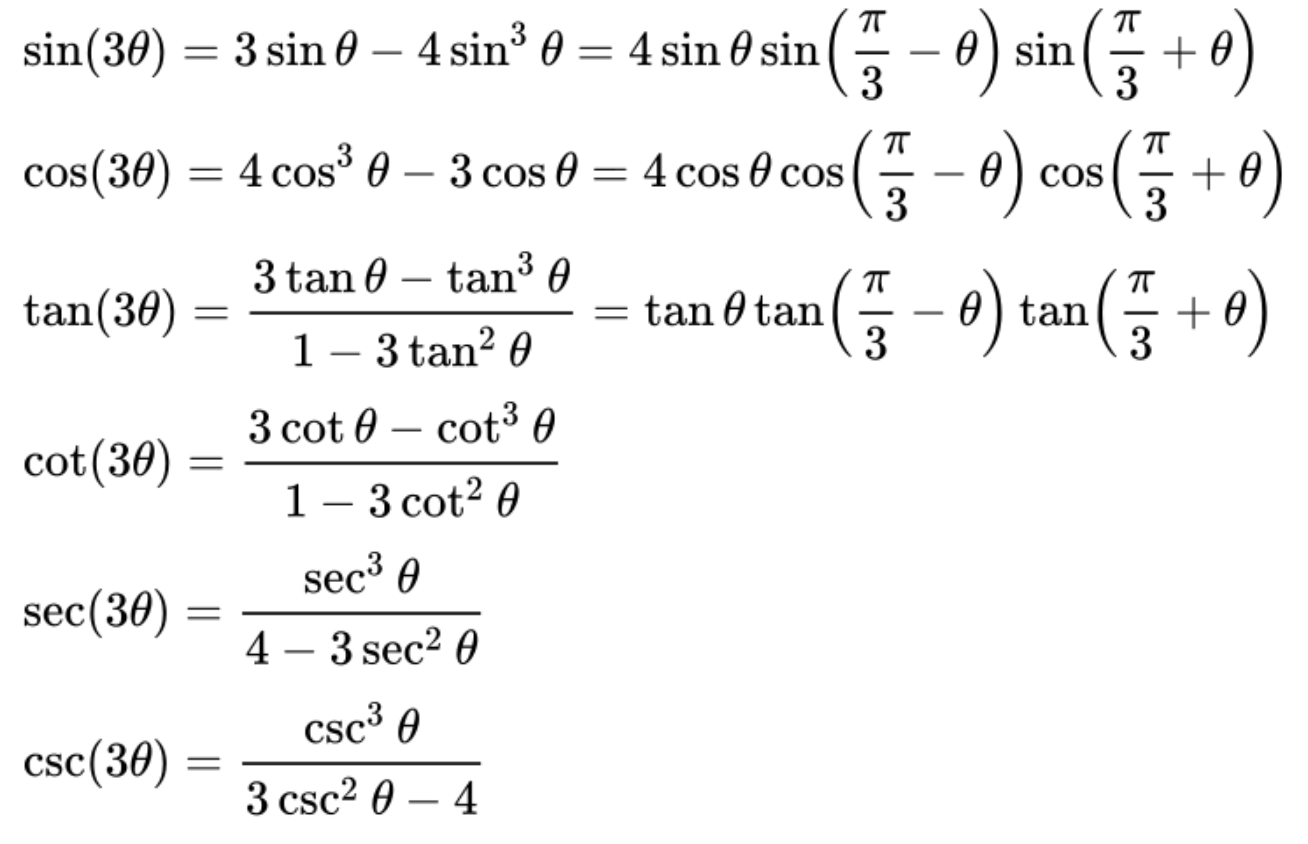 sin(3θ) = 3 sin θ − 4 sin³ θ = 4 sin θ sin(π/3 − θ) sin(π/3 + θ)
cos(3θ) = 4 cos³ θ − 3 cos θ = 4 cos θ cos(π/3 − θ) cos(π/3 + θ)
tan(3θ) = (3 tan θ − tan³ θ)/(1 − 3 tan² θ) = tan θ tan(π/3 − θ) tan(π/3 + θ)
cot(3θ) = (3 cot θ − cot³ θ)/(1 − 3 cot² θ)
sec(3θ) = (sec³ θ)/(4 − 3 sec² θ)
csc(3θ) = (csc³ θ)/(3 csc² θ − 4)